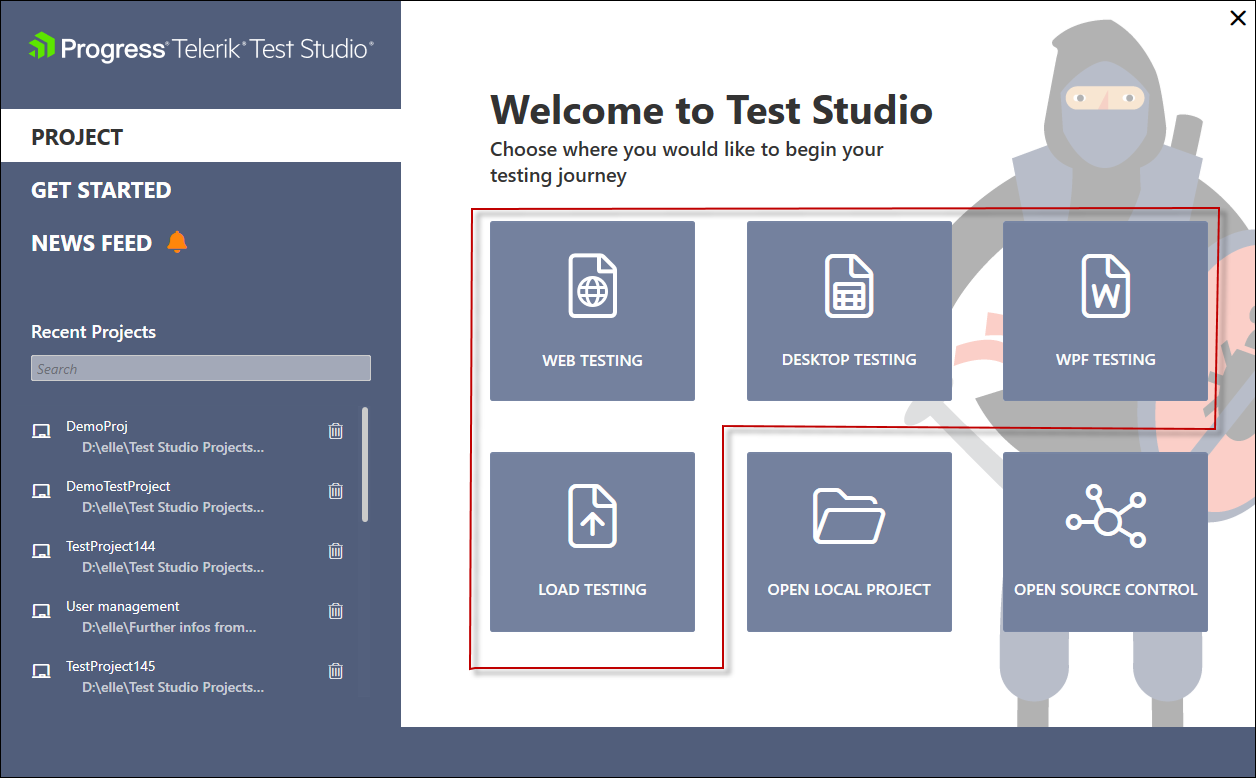 Progress® Telerik® Test Studio®
PROJECT
GET STARTED
NEWS FEED
Recent Projects
Search
DemoProj
D:\elle\Test Studio Projects...
DemoTestProject
D:\elle\Test Studio Projects...
TestProject144
D:\elle\Test Studio Projects...
User management
D:\elle\Further infos from...
TestProject145
D:\elle\Test Studio Projects...
Welcome to Test Studio
Choose where you would like to begin your
testing journey
WEB TESTING
DESKTOP TESTING
W
WPF TESTING
LOAD TESTING
OPEN LOCAL PROJECT
OPEN SOURCE CONTROL